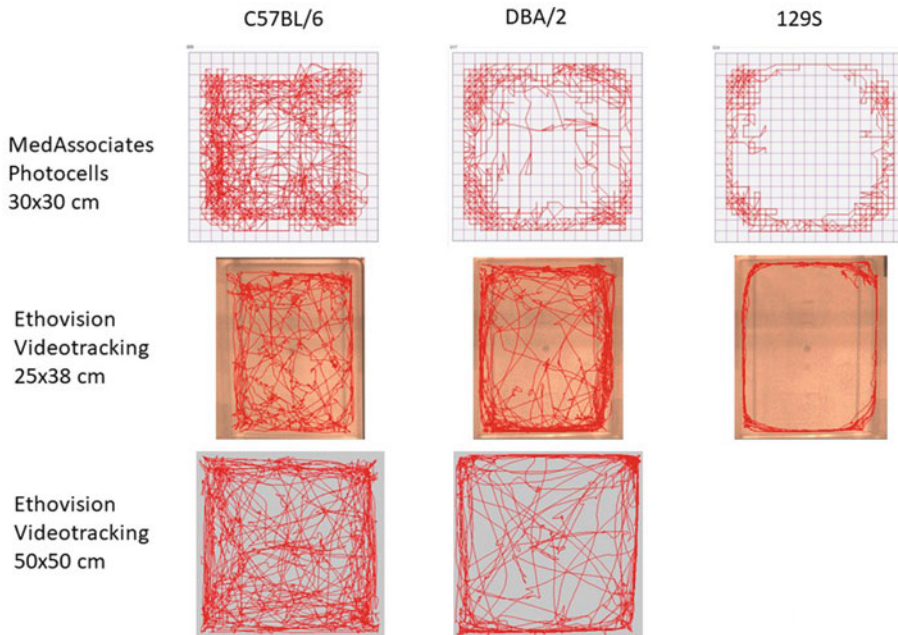 C57BL/6
DBA/2
129S
MedAssociates
Photocells
30x30 cm
Ethovision
Videotracking
25x38 cm
Ethovision
Videotracking
50x50 cm